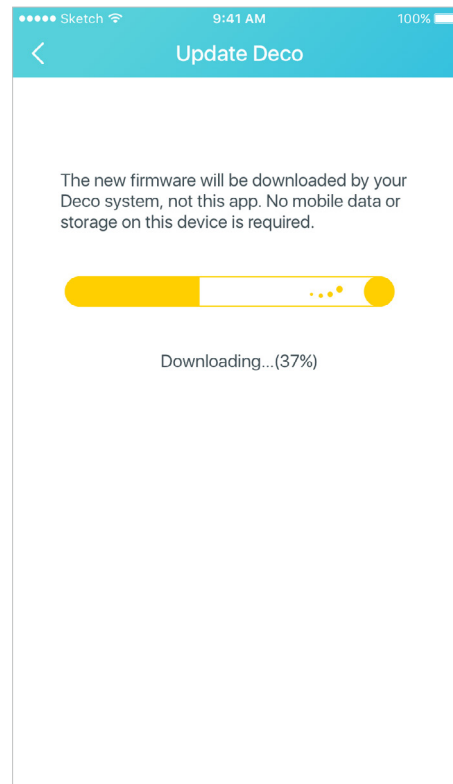 Sketch 9:41 AM 100%
Update Deco
The new firmware will be downloaded by your
Deco system, not this app. No mobile data or
storage on this device is required.
Downloading...(37%)